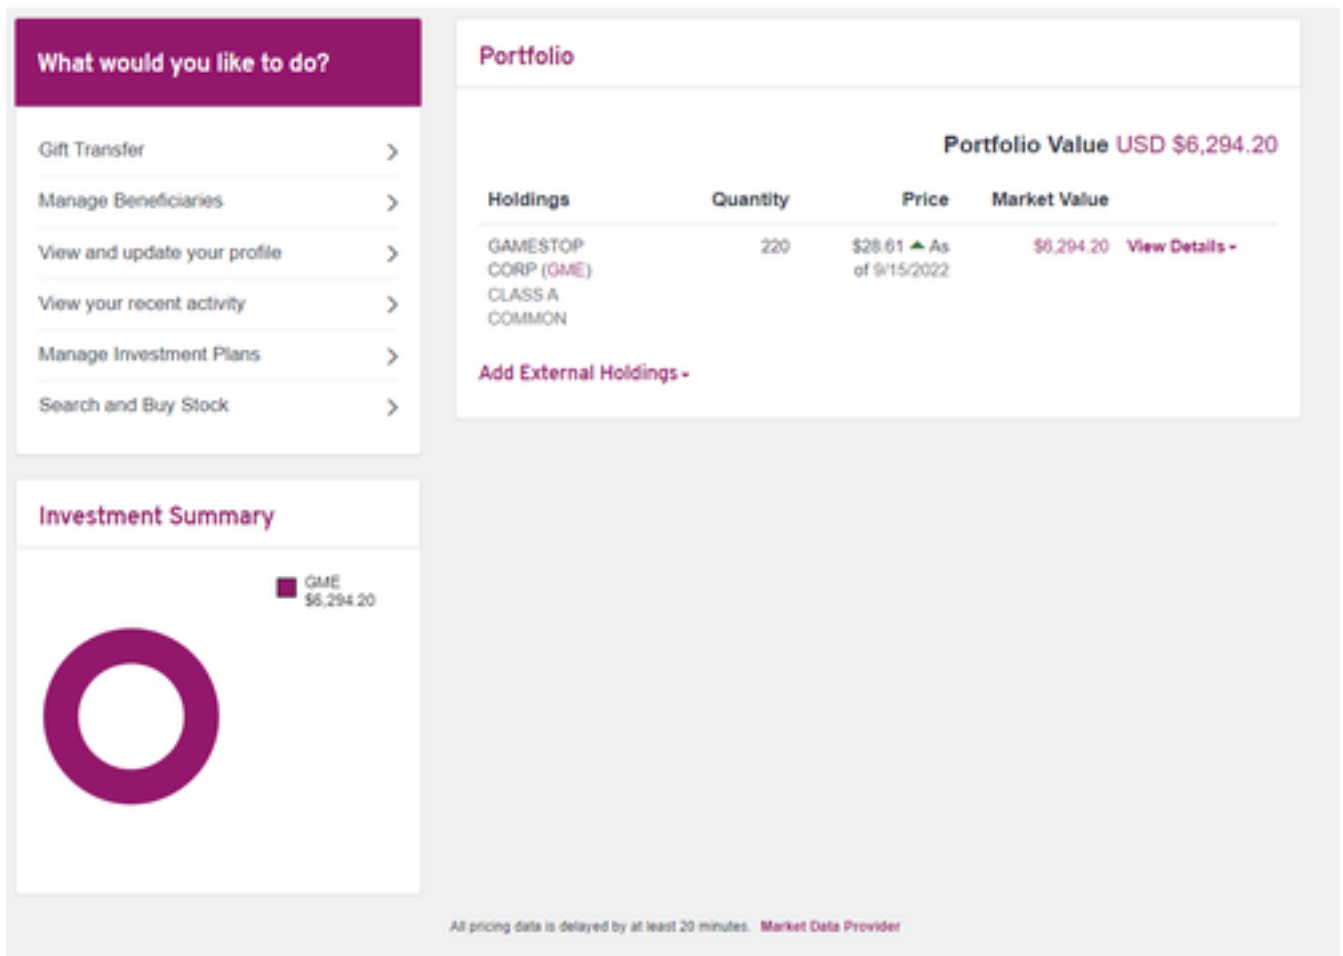 What would you like to do?
Gift Transfer
Manage Beneficiaries
View and update your profile
View your recent activity
Manage Investment Plans
Search and Buy Stock
Portfolio
Portfolio Value USD $6,294.20
Holdings Quantity Price Market Value
GAMESTOP 220 $28.61 As $6,294.20 View Details
CORP (GME) of 9/15/2022
CLASS A
COMMON
Add External Holdings
Investment Summary
GME
$6,294.20
All pricing data is delayed by at least 20 minutes. Market Data Provider